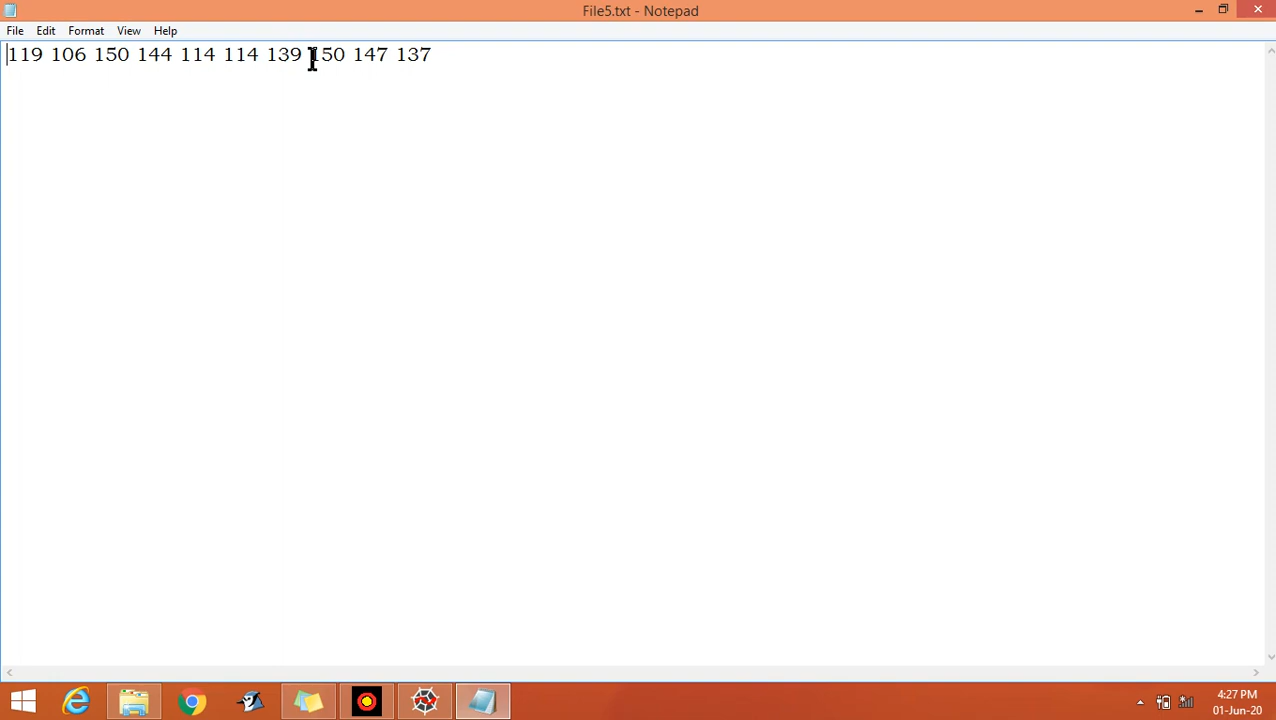 File5.txt - Notepad
File Edit Format View Help
119 106 150 144 114 114 139 150 147 137
4:27 PM
01-Jun-20